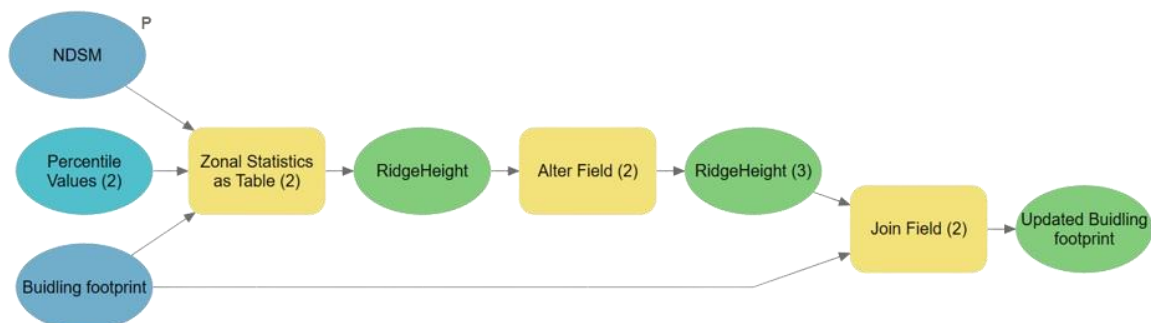 P
NDSM
Percentile
Values (2)
Zonal Statistics
as Table (2)
RidgeHeight
Alter Field (2)
RidgeHeight (3)
Buidling footprint
Join Field (2)
Updated Buidling
footprint